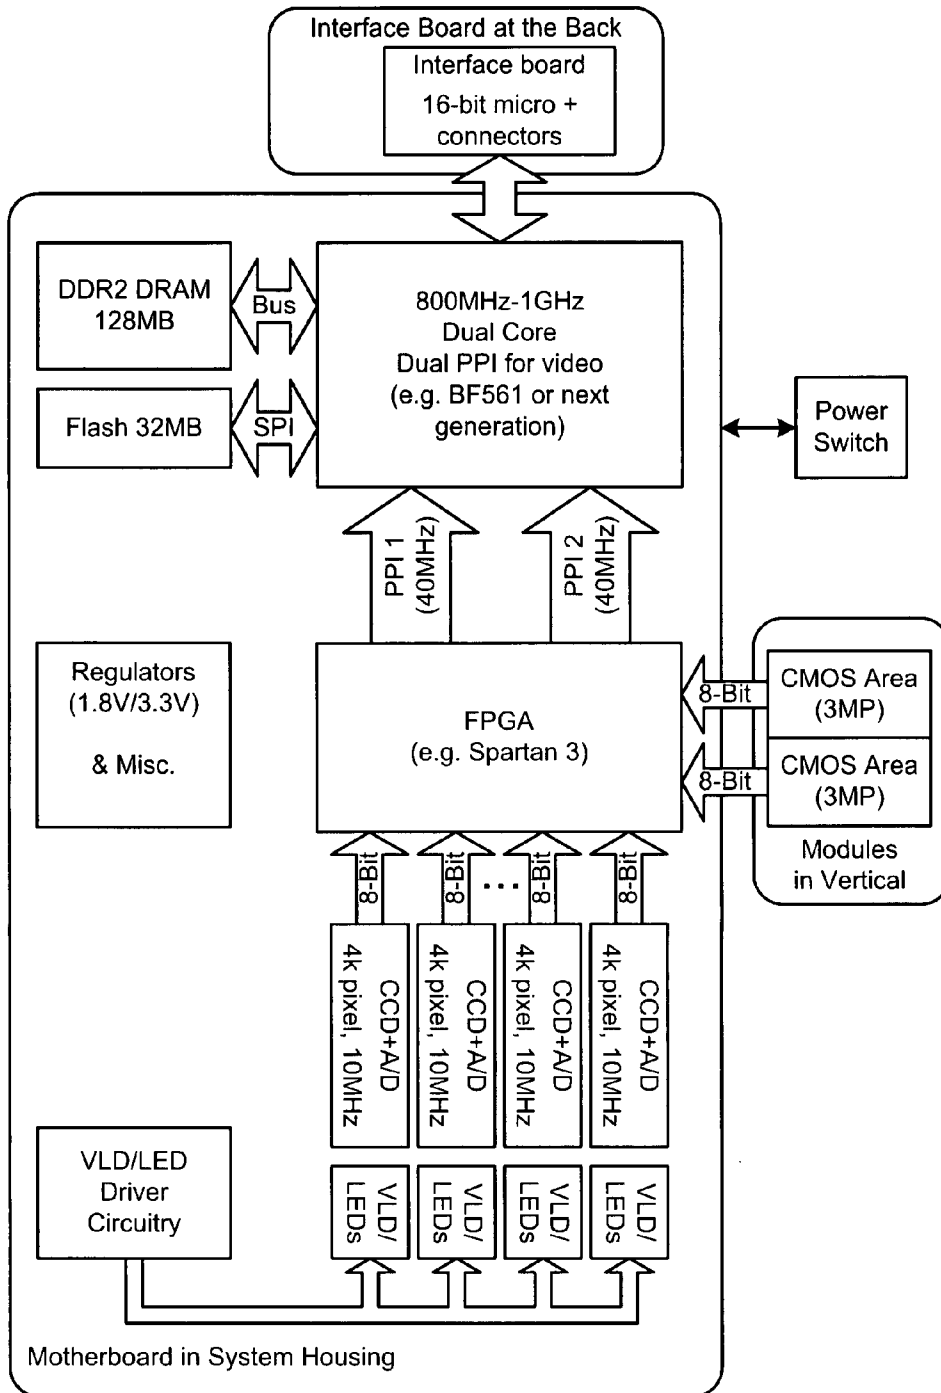 Interface Board at the Back
Interface board
16-bit micro +
connectors
DDR2 DRAM
128MB
Bus
800MHz-1GHz
Dual Core
Dual PPI for video
(e.g. BF561 or next
generation)
Flash 32MB
SPI
Power
Switch
PPI 1
(40MHz)
PPI 2
(40MHz)
Regulators
(1.8V/3.3V)
& Misc.
FPGA
(e.g. Spartan 3)
8-Bit
CMOS Area
(3MP)
8-Bit
CMOS Area
(3MP)
Modules
in Vertical
8-Bit
8-Bit
...
8-Bit
8-Bit
CCD+A/D
4k pixel, 10MHz
CCD+A/D
4k pixel, 10MHz
CCD+A/D
4k pixel, 10MHz
CCD+A/D
4k pixel, 10MHz
VLD/LED
Driver
Circuitry
VLD/
LEDs
VLD/
LEDs
VLD/
LEDs
VLD/
LEDs
Motherboard in System Housing